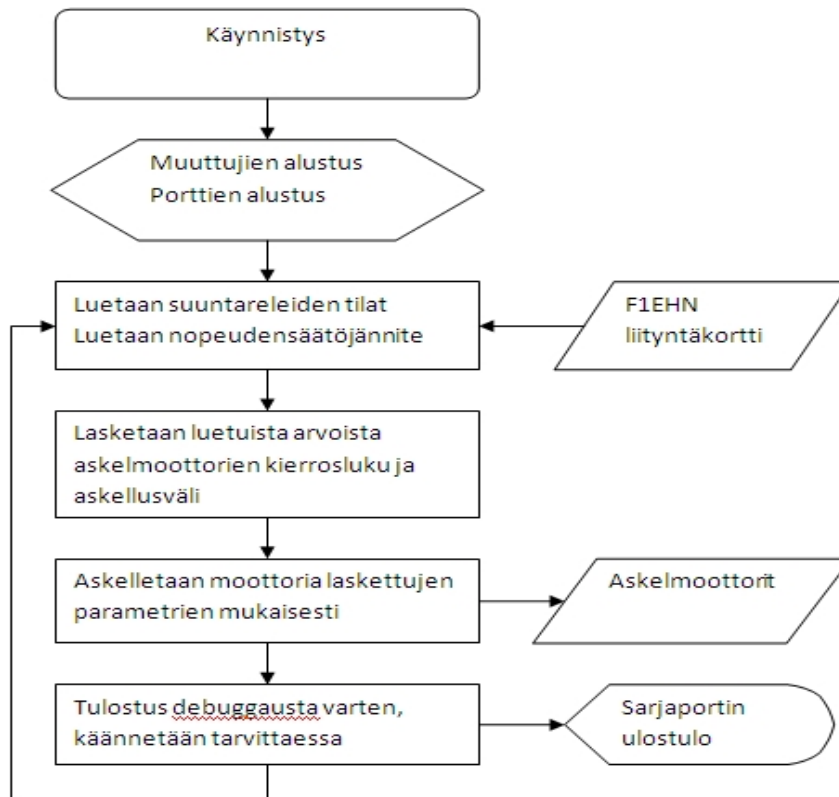 Käynnistys
Muuttujien alustus
Porttien alustus
Luetaan suuntareleiden tilat
Luetaan nopeudensäätöjännite
F1EHN
liityntäkortti
Lasketaan luetuista arvoista
askelmoottorien kierrosluku ja
askellusväli
Askelletaan moottoria laskettujen
parametrien mukaisesti
Askelmoottorit
Tulostus debuggausta varten,
käännetään tarvittaessa
Sarjaportin
ulostulo